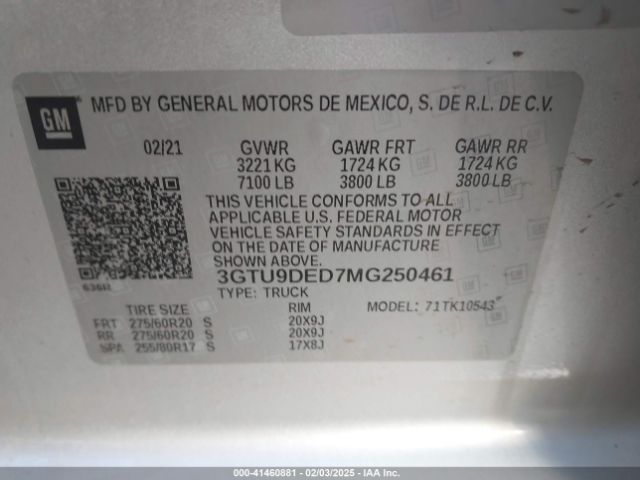 GM MFD BY GENERAL MOTORS DE MEXICO, S. DE R.L. DE C.V.
02/21 GVWR GAWR FRT GAWR RR
3221 KG 1724 KG 1724 KG
7100 LB 3800 LB 3800 LB
THIS VEHICLE CONFORMS TO ALL
APPLICABLE U.S. FEDERAL MOTOR
VEHICLE SAFETY STANDARDS IN EFFECT
ON THE DATE OF MANUFACTURE
SHOWN ABOVE.
3GTU9DED7MG250461
TYPE: TRUCK MODEL: 71TK10543*
TIRE SIZE RIM
FRT 275/60R20 S 20X9J
RR 275/60R20 S 20X9J
SPA 255/80R17 S 17X8J
000-41460881 - 02/03/2025 - IAA Inc.